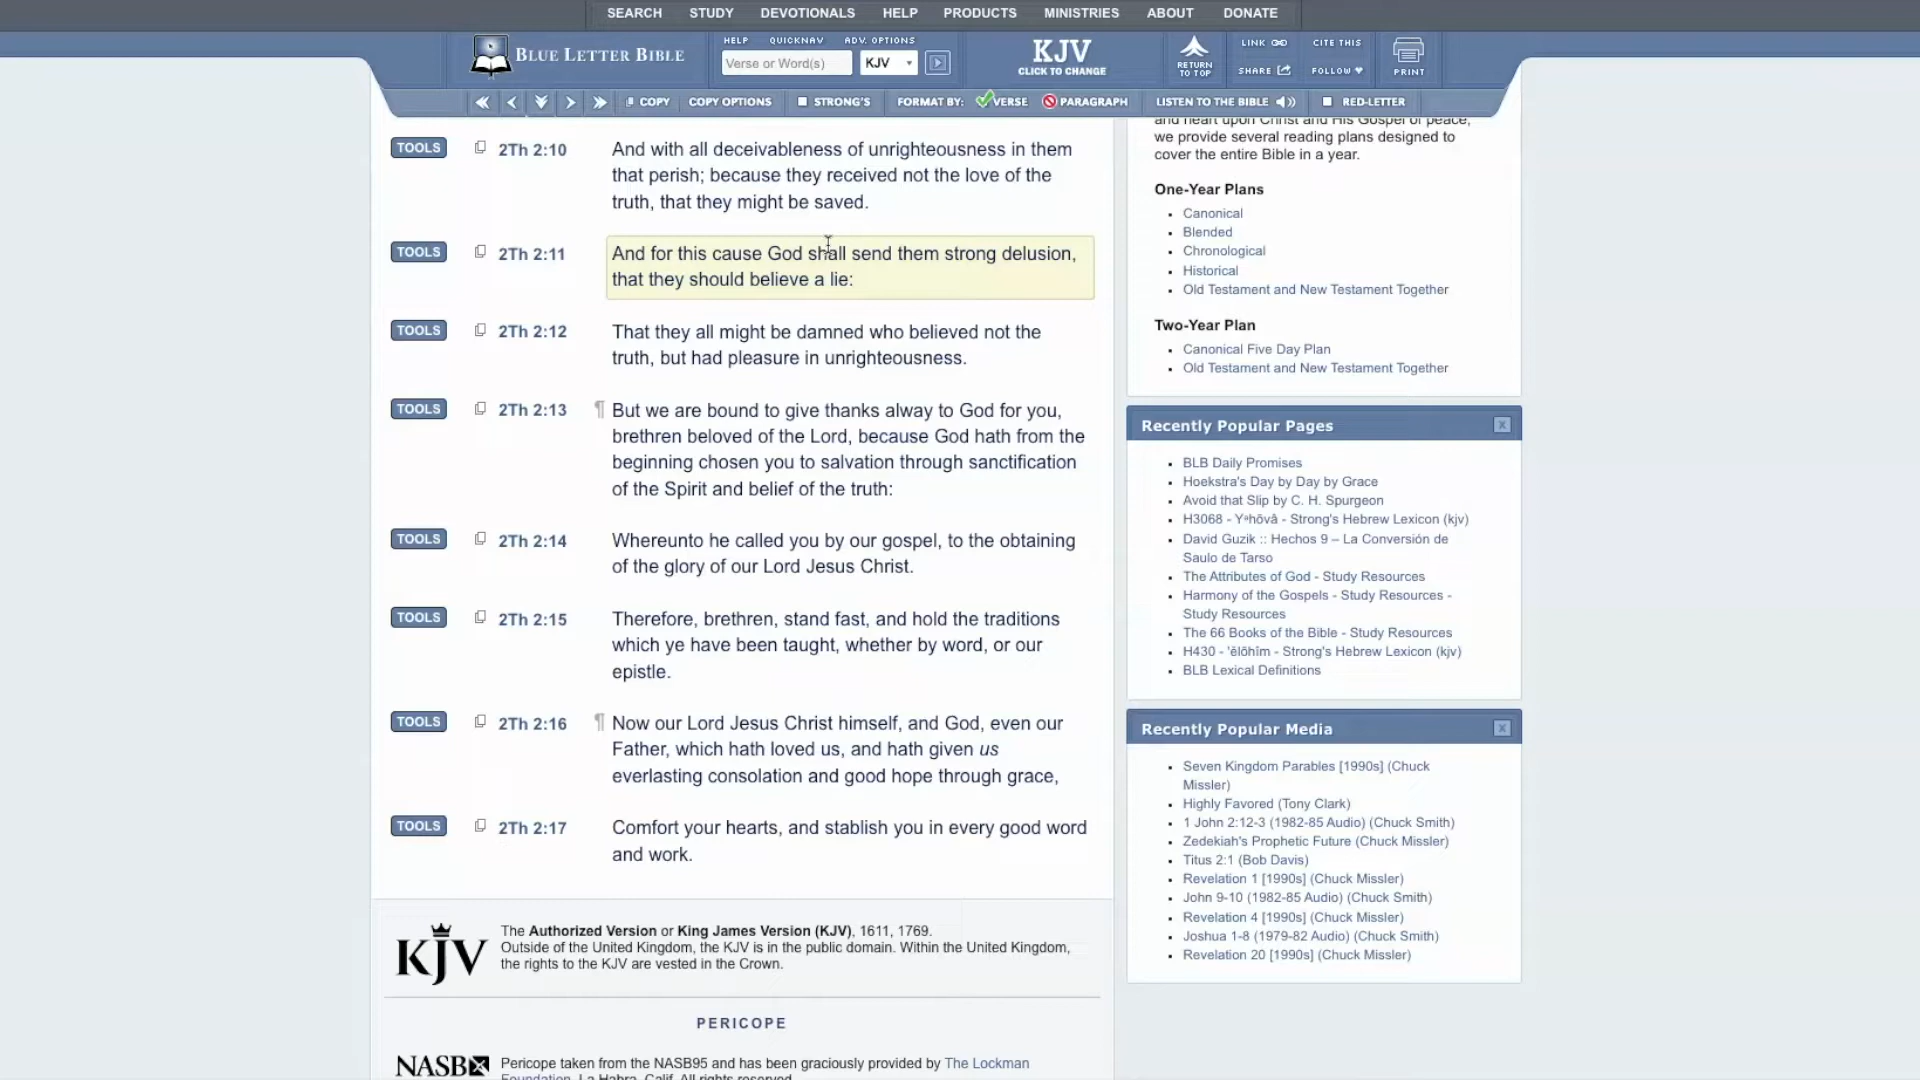 SEARCH STUDY DEVOTIONALS HELP PRODUCTS MINISTRIES ABOUT DONATE
BLUE LETTER BIBLE
HELP QUICKNAV ADV. OPTIONS
Verse or Word(s) KJV
KJV
CLICK TO CHANGE
RETURN
TO TOP
LINK CITE THIS
SHARE FOLLOW
PRINT
COPY COPY OPTIONS STRONG'S FORMAT BY: VERSE PARAGRAPH LISTEN TO THE BIBLE RED-LETTER
TOOLS 2Th 2:10 And with all deceivableness of unrighteousness in them
that perish; because they received not the love of the
truth, that they might be saved.
TOOLS 2Th 2:11 And for this cause God shall send them strong delusion,
that they should believe a lie:
TOOLS 2Th 2:12 That they all might be damned who believed not the
truth, but had pleasure in unrighteousness.
TOOLS 2Th 2:13 ¶ But we are bound to give thanks alway to God for you,
brethren beloved of the Lord, because God hath from the
beginning chosen you to salvation through sanctification
of the Spirit and belief of the truth:
TOOLS 2Th 2:14 Whereunto he called you by our gospel, to the obtaining
of the glory of our Lord Jesus Christ.
TOOLS 2Th 2:15 Therefore, brethren, stand fast, and hold the traditions
which ye have been taught, whether by word, or our
epistle.
TOOLS 2Th 2:16 ¶ Now our Lord Jesus Christ himself, and God, even our
Father, which hath loved us, and hath given us
everlasting consolation and good hope through grace,
TOOLS 2Th 2:17 Comfort your hearts, and stablish you in every good word
and work.
KJV
The Authorized Version or King James Version (KJV), 1611, 1769.
Outside of the United Kingdom, the KJV is in the public domain. Within the United Kingdom,
the rights to the KJV are vested in the Crown.
PERICOPE
NASB
Pericope taken from the NASB95 and has been graciously provided by The Lockman
Foundation, La Habra, Calif. All rights reserved.
and heart upon Christ and His Gospel of peace,
we provide several reading plans designed to
cover the entire Bible in a year.
One-Year Plans
Canonical
Blended
Chronological
Historical
Old Testament and New Testament Together
Two-Year Plan
Canonical Five Day Plan
Old Testament and New Testament Together
Recently Popular Pages X
BLB Daily Promises
Hoekstra's Day by Day by Grace
Avoid that Slip by C. H. Spurgeon
H3068 - Yᵊhōvâ - Strong's Hebrew Lexicon (kjv)
David Guzik :: Hechos 9 – La Conversión de
Saulo de Tarso
The Attributes of God - Study Resources
Harmony of the Gospels - Study Resources -
Study Resources
The 66 Books of the Bible - Study Resources
H430 - 'ĕlōhîm - Strong's Hebrew Lexicon (kjv)
BLB Lexical Definitions
Recently Popular Media X
Seven Kingdom Parables [1990s] (Chuck
Missler)
Highly Favored (Tony Clark)
1 John 2:12-3 (1982-85 Audio) (Chuck Smith)
Zedekiah's Prophetic Future (Chuck Missler)
Titus 2:1 (Bob Davis)
Revelation 1 [1990s] (Chuck Missler)
John 9-10 (1982-85 Audio) (Chuck Smith)
Revelation 4 [1990s] (Chuck Missler)
Joshua 1-8 (1979-82 Audio) (Chuck Smith)
Revelation 20 [1990s] (Chuck Missler)